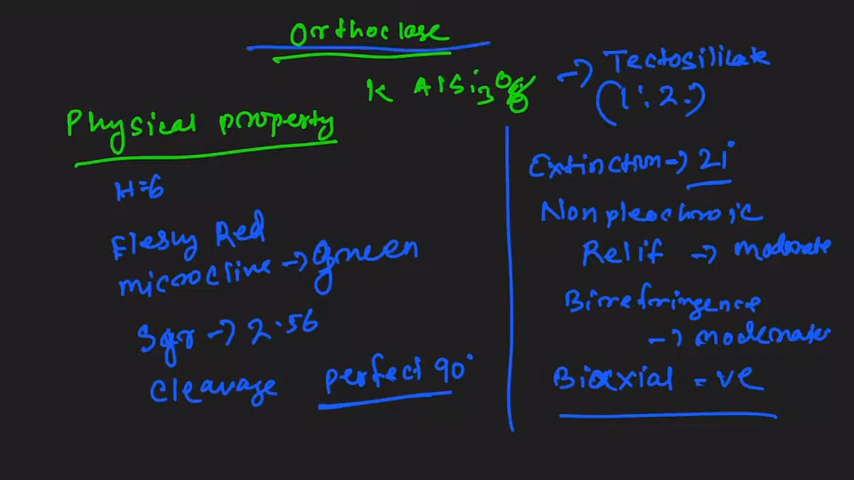 Orthoclase
K AlSi3O8 → Tectosilicate
(1:2)
Physical property
H=6
Fleshy Red
microcline → green
Sgr → 2.56
cleavage perfect 90°
Extinction → 21°
Nonpleochroic
Relif → moderate
Birefringence
→ moderate
Biaxial = ve